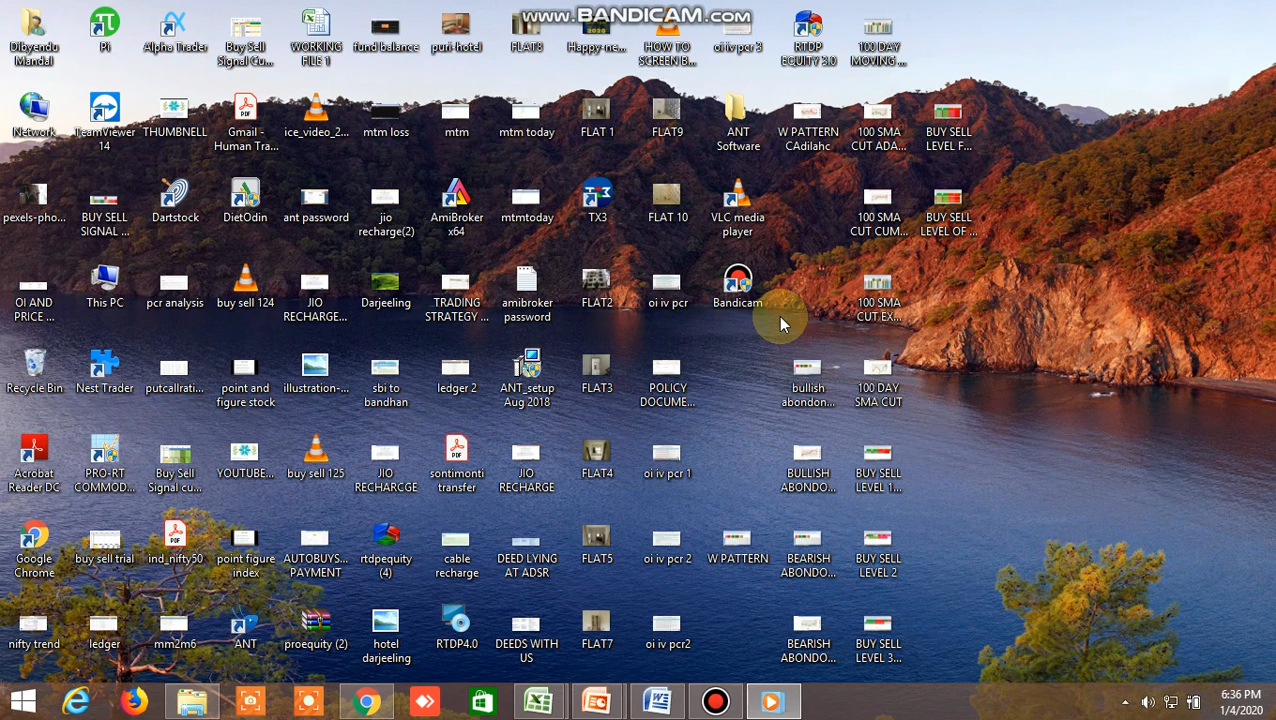 www.BANDICAM.com
Dibyendu
Mandal
Pi
Alpha Trader
Buy Sell
Signal Cu...
WORKING
FILE 1
fund balance
puri-hotel
FLAT8
Happy-ne...
HOW TO
SCREEN B...
oi iv pcr 3
RTDP
EQUITY 3.0
100 DAY
MOVING ...
Network
TeamViewer
14
THUMBNELL
Gmail -
Human Tra...
ice_video_2...
mtm loss
mtm
mtm today
FLAT 1
FLAT9
ANT
Software
W PATTERN
CAdilahc
100 SMA
CUT ADA...
BUY SELL
LEVEL F...
pexels-pho...
BUY SELL
SIGNAL ...
Dartstock
DietOdin
ant password
jio
recharge(2)
AmiBroker
x64
mtmtoday
TX3
FLAT 10
VLC media
player
100 SMA
CUT CUM...
BUY SELL
LEVEL OF ...
OI AND
PRICE ...
This PC
pcr analysis
buy sell 124
JIO
RECHARGE...
Darjeeling
TRADING
STRATEGY ...
amibroker
password
FLAT2
oi iv pcr
Bandicam
100 SMA
CUT EX...
Recycle Bin
Nest Trader
putcallrati...
point and
figure stock
illustration-...
sbi to
bandhan
ledger 2
ANT_setup
Aug 2018
FLAT3
POLICY
DOCUME...
bullish
abondon...
100 DAY
SMA CUT
Acrobat
Reader DC
PRO-RT
COMMOD...
Buy Sell
Signal cu...
YOUTUBE...
buy sell 125
JIO
RECHARCGE
sontimonti
transfer
JIO
RECHARGE
FLAT4
oi iv pcr 1
BULLISH
ABONDO...
BUY SELL
LEVEL 1...
Google
Chrome
buy sell trial
ind_nifty50
point figure
index
AUTOBUYS...
PAYMENT
rtdpequity
(4)
cable
recharge
DEED LYING
AT ADSR
FLAT5
oi iv pcr 2
W PATTERN
BEARISH
ABONDO...
BUY SELL
LEVEL 2
nifty trend
ledger
mm2m6
ANT
proequity (2)
hotel
darjeeling
RTDP4.0
DEEDS WITH
US
FLAT7
oi iv pcr2
BEARISH
ABONDO...
BUY SELL
LEVEL 3...
6:36 PM
1/4/2020